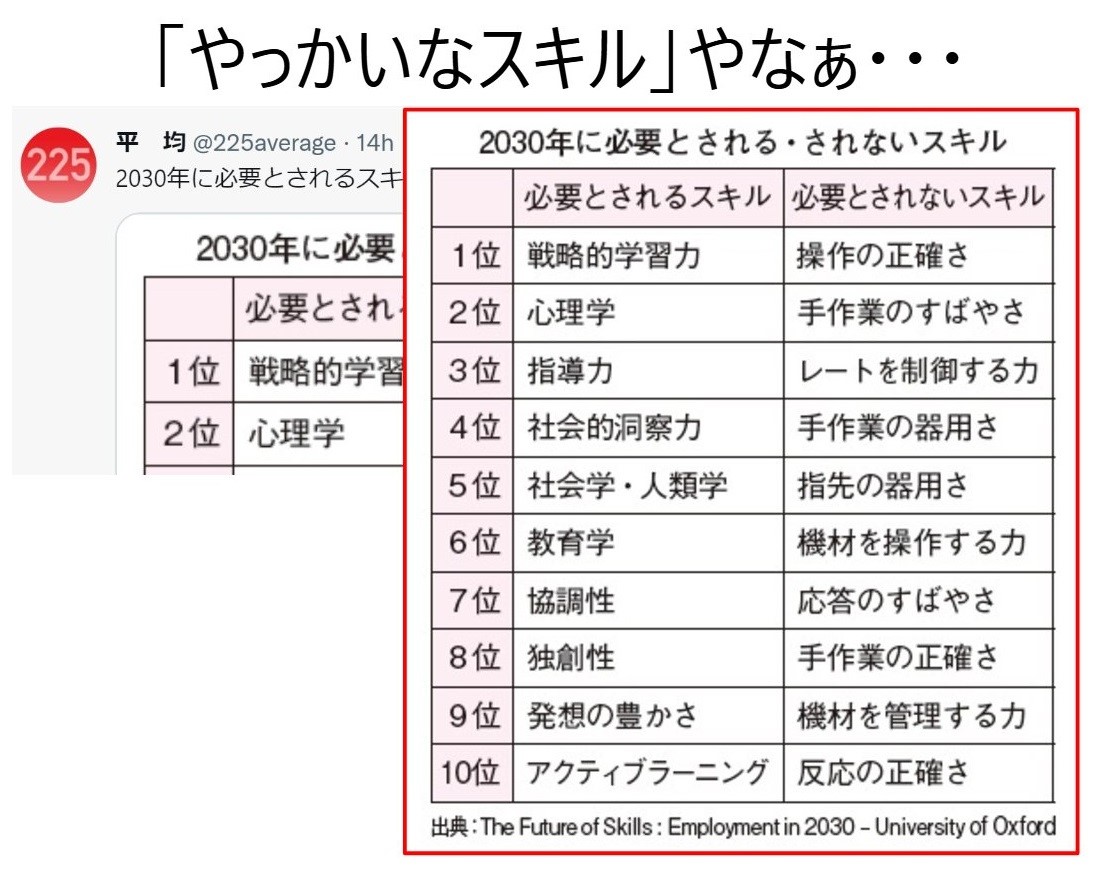 「やっかいなスキル」やなぁ・・・
225
平　均 @225average · 14h
2030年に必要とされるスキ
2030年に必要
必要とされ
1位 戦略的学習
2位 心理学
2030年に必要とされる・されないスキル
必要とされるスキル 必要とされないスキル
1位 戦略的学習力 操作の正確さ
2位 心理学 手作業のすばやさ
3位 指導力 レートを制御する力
4位 社会的洞察力 手作業の器用さ
5位 社会学・人類学 指先の器用さ
6位 教育学 機材を操作する力
7位 協調性 応答のすばやさ
8位 独創性 手作業の正確さ
9位 発想の豊かさ 機材を管理する力
10位 アクティブラーニング 反応の正確さ
出典：The Future of Skills : Employment in 2030 – University of Oxford